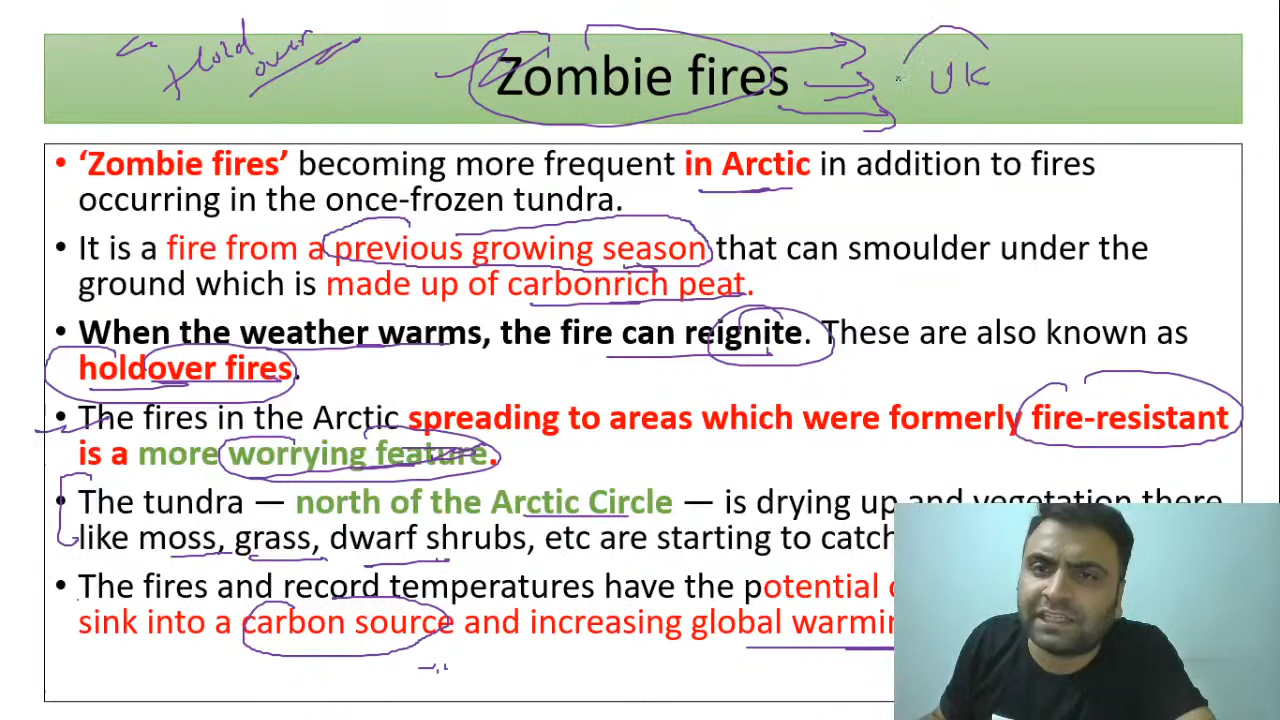 Hold over
Zombie fires
UK
• ‘Zombie fires’ becoming more frequent in Arctic in addition to fires
occurring in the once-frozen tundra.
• It is a fire from a previous growing season that can smoulder under the
ground which is made up of carbonrich peat.
• When the weather warms, the fire can reignite. These are also known as
holdover fires.
• The fires in the Arctic spreading to areas which were formerly fire-resistant
is a more worrying feature.
• The tundra — north of the Arctic Circle — is drying up and vegetation there
like moss, grass, dwarf shrubs, etc are starting to catch
• The fires and record temperatures have the potential
sink into a carbon source and increasing global